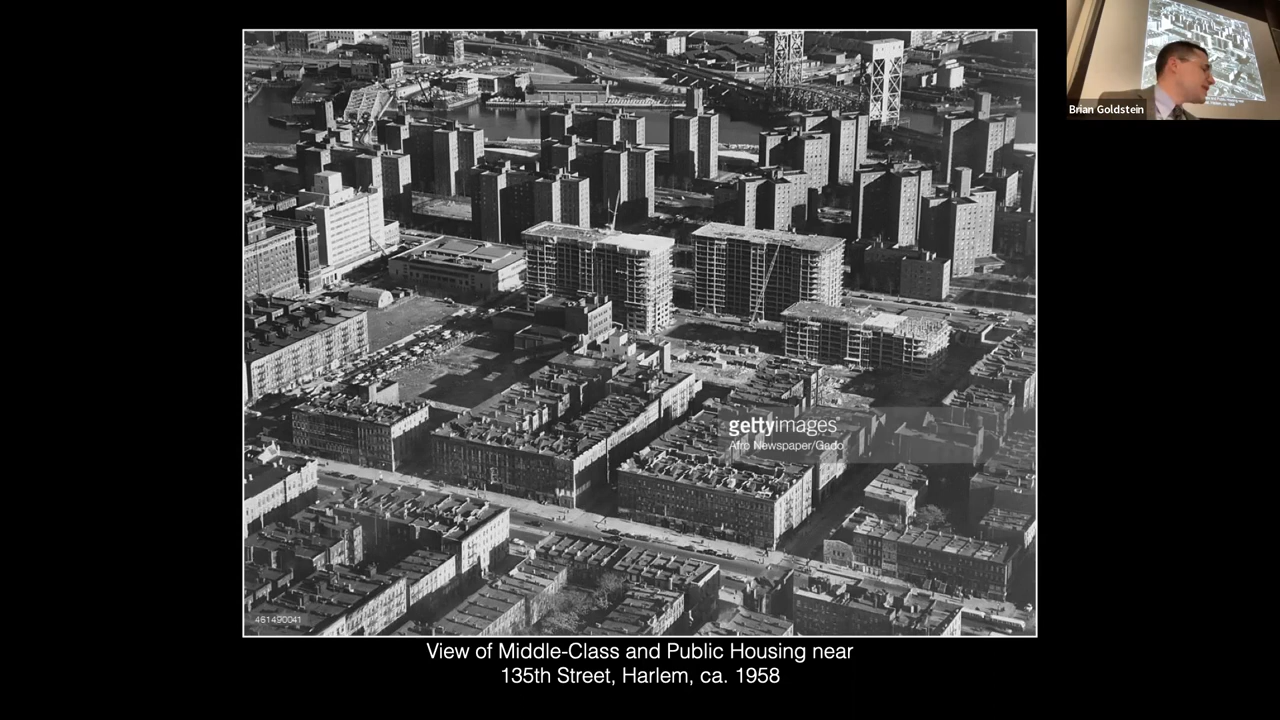 Brian Goldstein
gettyimages®
Afro Newspaper/Gado
461490041
View of Middle-Class and Public Housing near
135th Street, Harlem, ca. 1958